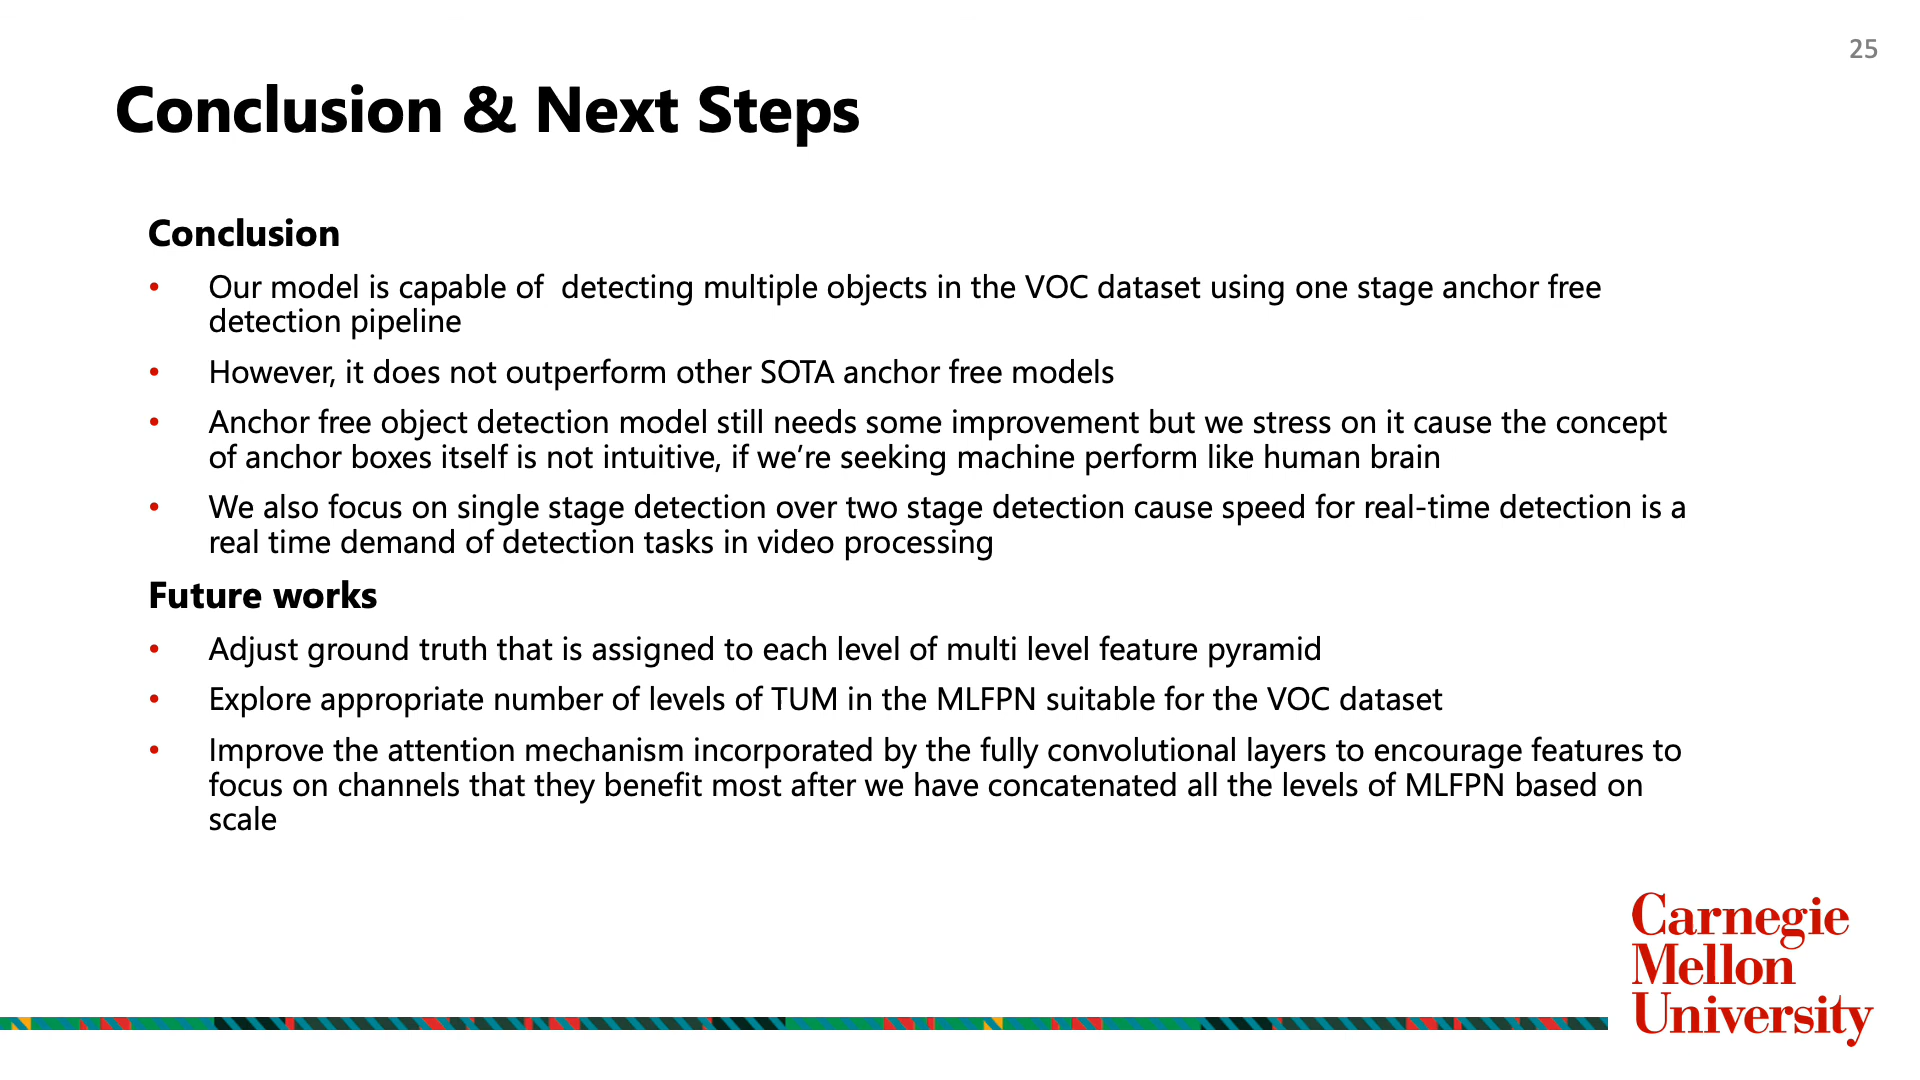 25
Conclusion & Next Steps
Conclusion
• Our model is capable of  detecting multiple objects in the VOC dataset using one stage anchor free
detection pipeline
• However, it does not outperform other SOTA anchor free models
• Anchor free object detection model still needs some improvement but we stress on it cause the concept
of anchor boxes itself is not intuitive, if we’re seeking machine perform like human brain
• We also focus on single stage detection over two stage detection cause speed for real-time detection is a
real time demand of detection tasks in video processing
Future works
• Adjust ground truth that is assigned to each level of multi level feature pyramid
• Explore appropriate number of levels of TUM in the MLFPN suitable for the VOC dataset
• Improve the attention mechanism incorporated by the fully convolutional layers to encourage features to
focus on channels that they benefit most after we have concatenated all the levels of MLFPN based on
scale
Carnegie
Mellon
University